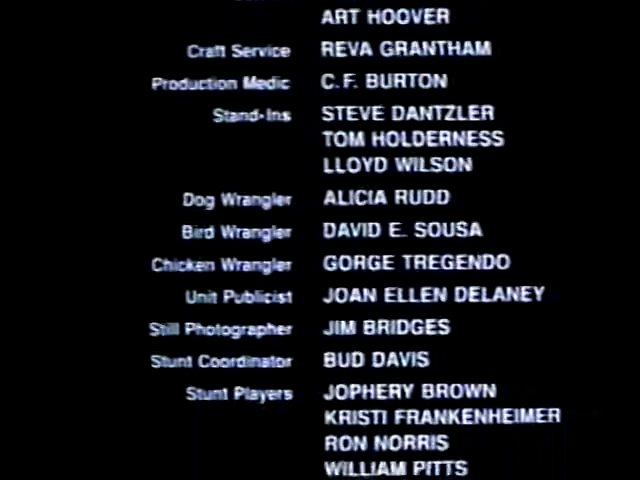 ART HOOVER
Craft Service REVA GRANTHAM
Production Medic C.F. BURTON
Stand-Ins STEVE DANTZLER
TOM HOLDERNESS
LLOYD WILSON
Dog Wrangler ALICIA RUDD
Bird Wrangler DAVID E. SOUSA
Chicken Wrangler GORGE TREGENDO
Unit Publicist JOAN ELLEN DELANEY
Still Photographer JIM BRIDGES
Stunt Coordinator BUD DAVIS
Stunt Players JOPHERY BROWN
KRISTI FRANKENHEIMER
RON NORRIS
WILLIAM PITTS